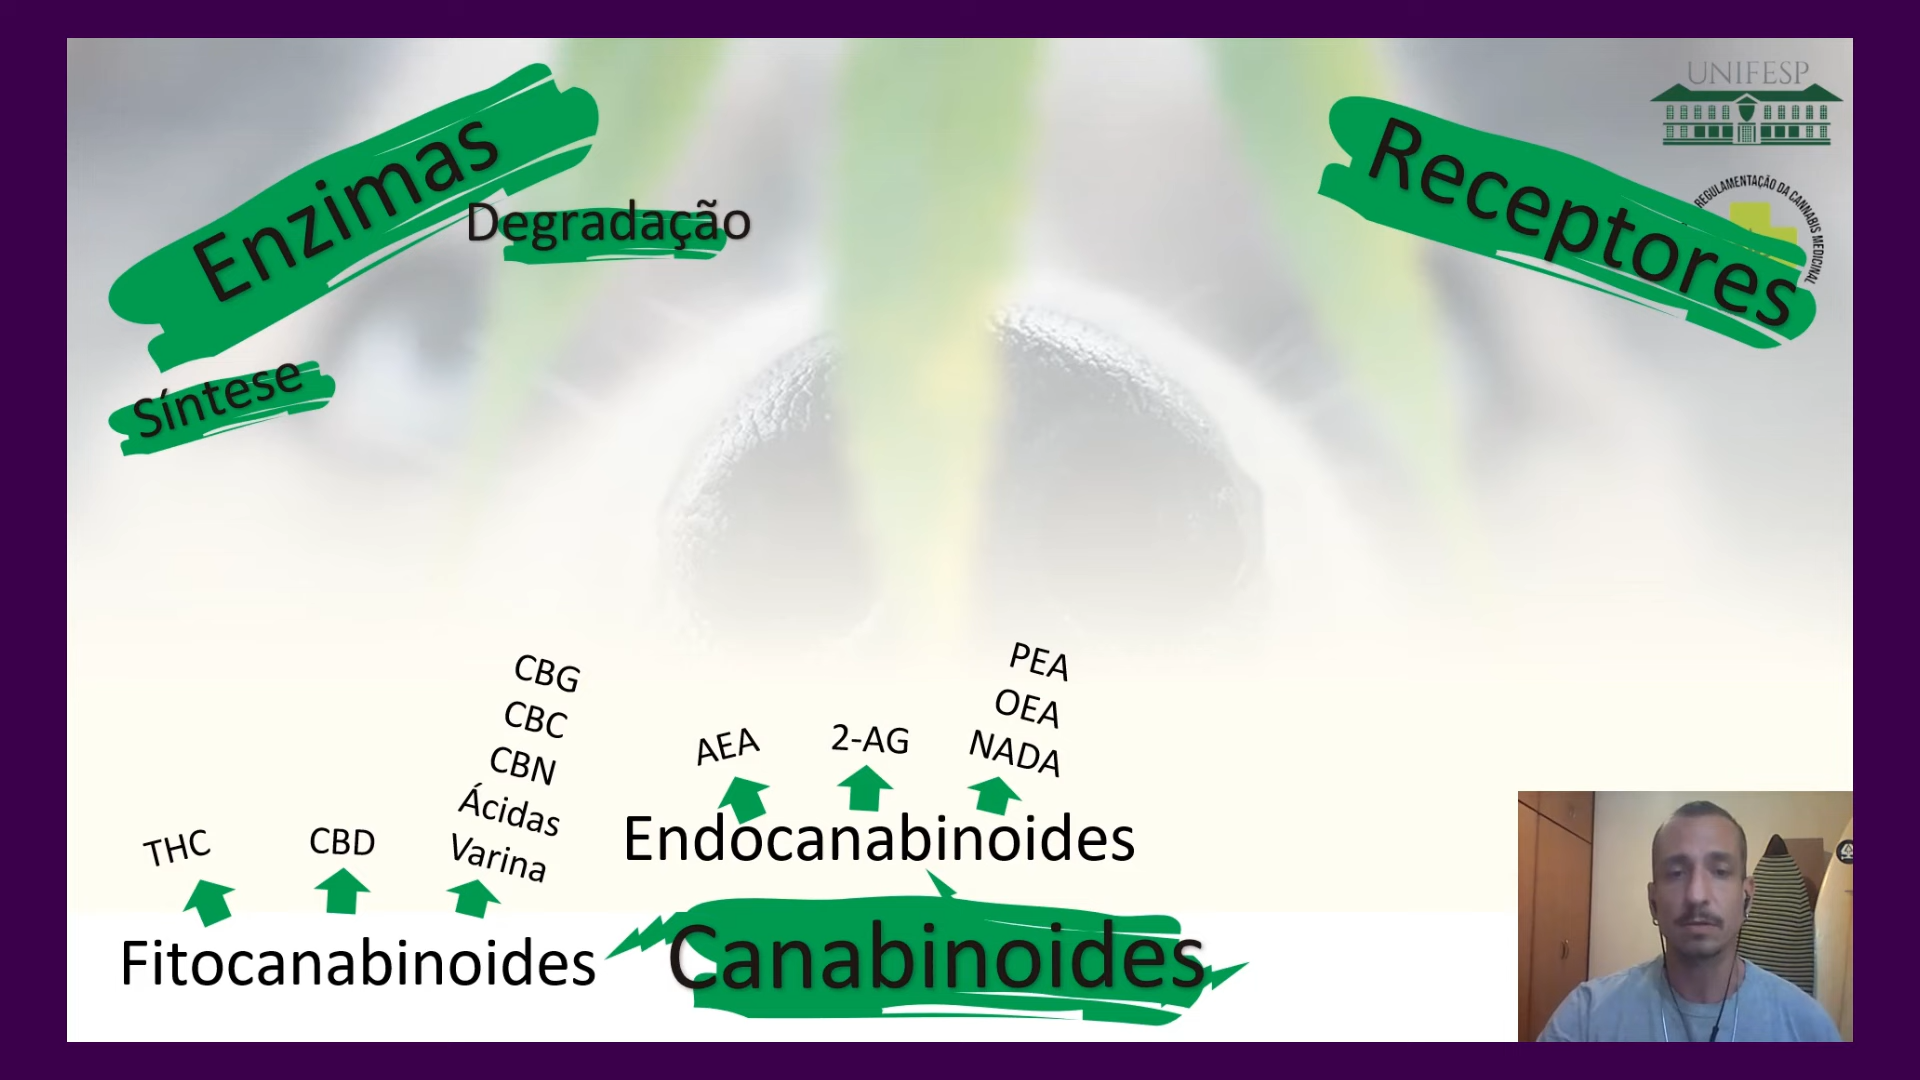 UNIFESP
REGULAMENTAÇÃO DA CANNABIS MEDICINAL
Enzimas
Degradação
Síntese
Receptores
CBG
CBC
CBN
Ácidas
Varina
THC
CBD
Fitocanabinoides
PEA
OEA
NADA
AEA
2-AG
Endocanabinoides
Canabinoides